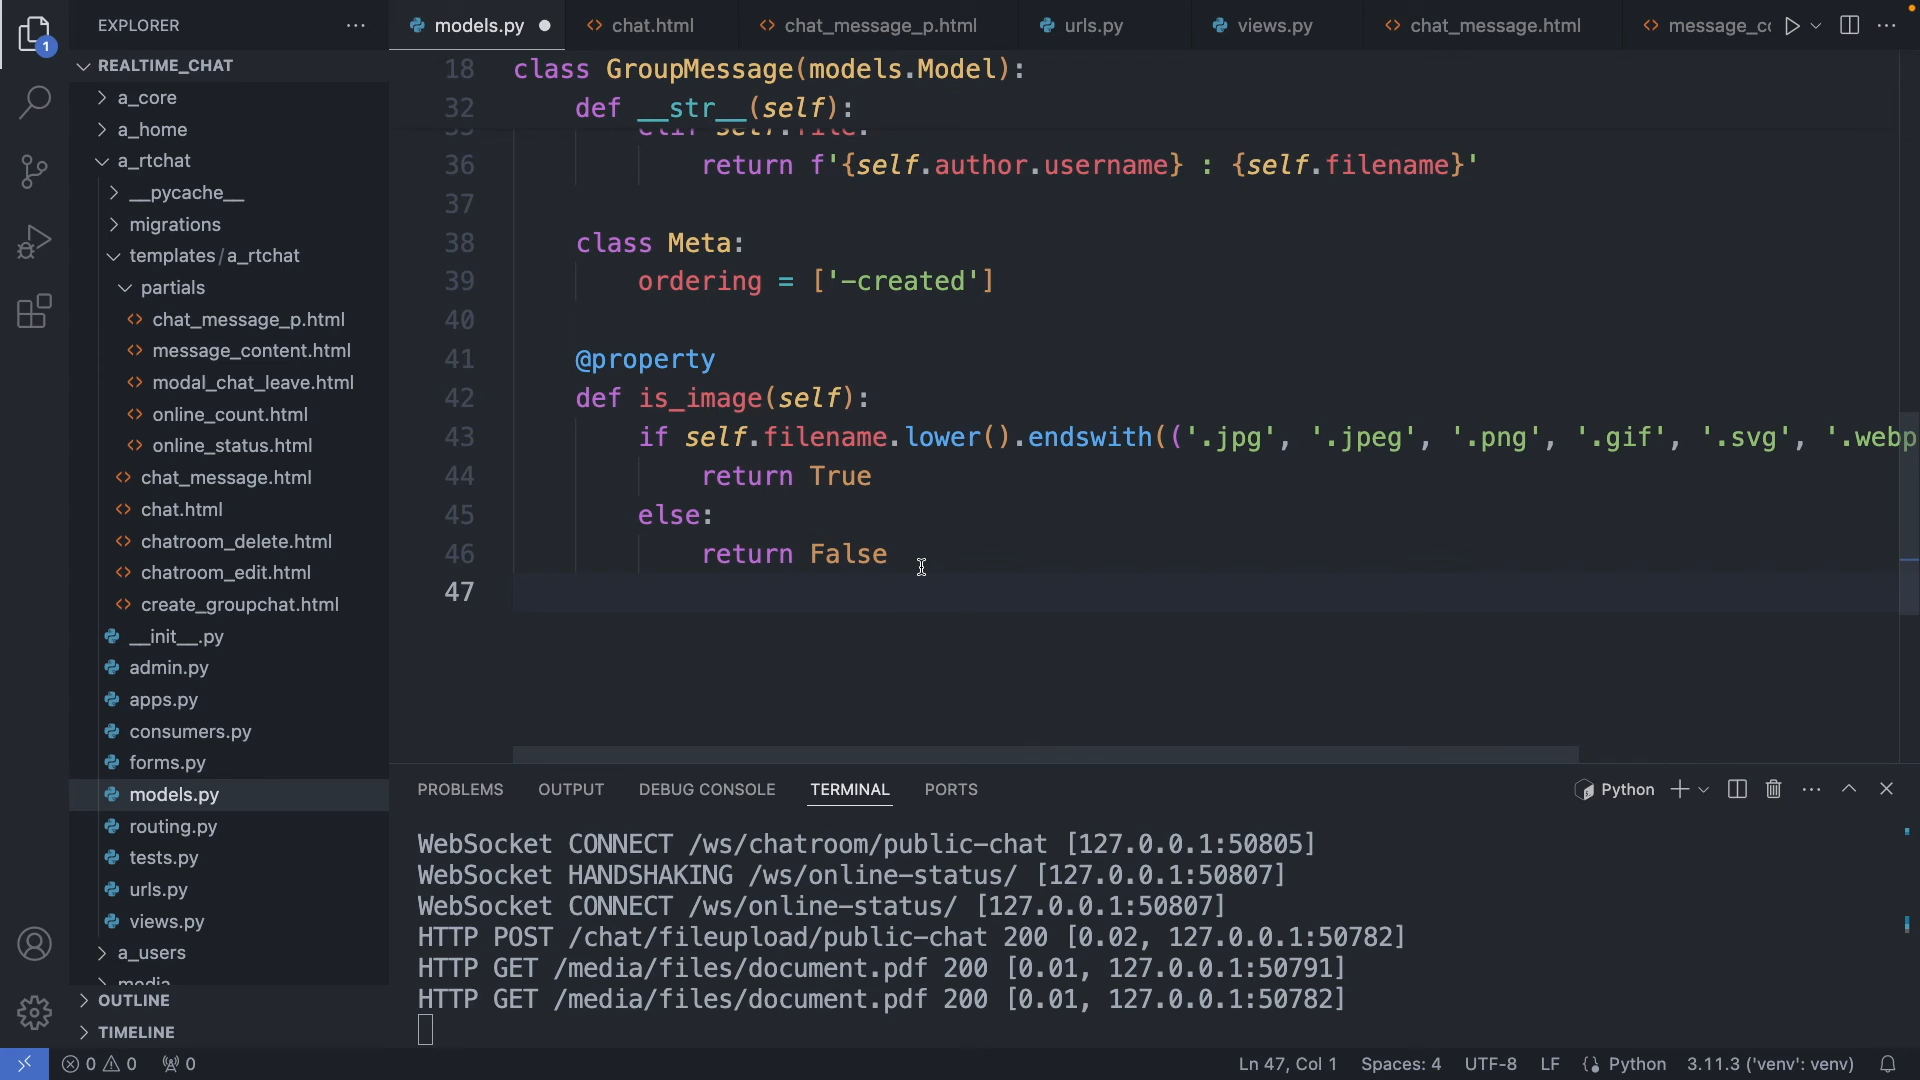 EXPLORER
models.py
chat.html
chat_message_p.html
urls.py
views.py
chat_message.html
message_cc
1
REALTIME_CHAT
a_core
a_home
a_rtchat
__pycache__
migrations
templates/a_rtchat
partials
chat_message_p.html
message_content.html
modal_chat_leave.html
online_count.html
online_status.html
chat_message.html
chat.html
chatroom_delete.html
chatroom_edit.html
create_groupchat.html
__init__.py
admin.py
apps.py
consumers.py
forms.py
models.py
routing.py
tests.py
urls.py
views.py
a_users
media
OUTLINE
TIMELINE
18 class GroupMessage(models.Model):
32 def __str__(self):
35 elif self.file:
36 return f'{self.author.username} : {self.filename}'
37
38 class Meta:
39 ordering = ['-created']
40
41 @property
42 def is_image(self):
43 if self.filename.lower().endswith(('.jpg', '.jpeg', '.png', '.gif', '.svg', '.webp
44 return True
45 else:
46 return False
47
PROBLEMS OUTPUT DEBUG CONSOLE TERMINAL PORTS
Python
WebSocket CONNECT /ws/chatroom/public-chat [127.0.0.1:50805]
WebSocket HANDSHAKING /ws/online-status/ [127.0.0.1:50807]
WebSocket CONNECT /ws/online-status/ [127.0.0.1:50807]
HTTP POST /chat/fileupload/public-chat 200 [0.02, 127.0.0.1:50782]
HTTP GET /media/files/document.pdf 200 [0.01, 127.0.0.1:50791]
HTTP GET /media/files/document.pdf 200 [0.01, 127.0.0.1:50782]
0 0 0
Ln 47, Col 1 Spaces: 4 UTF-8 LF Python 3.11.3 ('venv': venv)